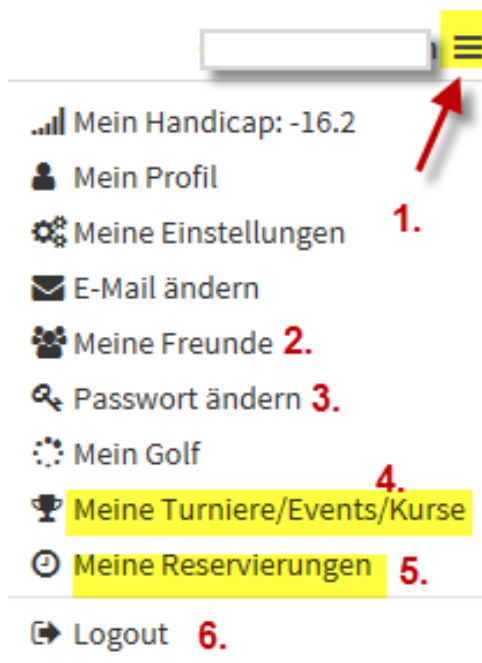 Mein Handicap: -16.2
Mein Profil
1.
Meine Einstellungen
E-Mail ändern
Meine Freunde 2.
Passwort ändern 3.
Mein Golf
4.
Meine Turniere/Events/Kurse
Meine Reservierungen 5.
Logout 6.